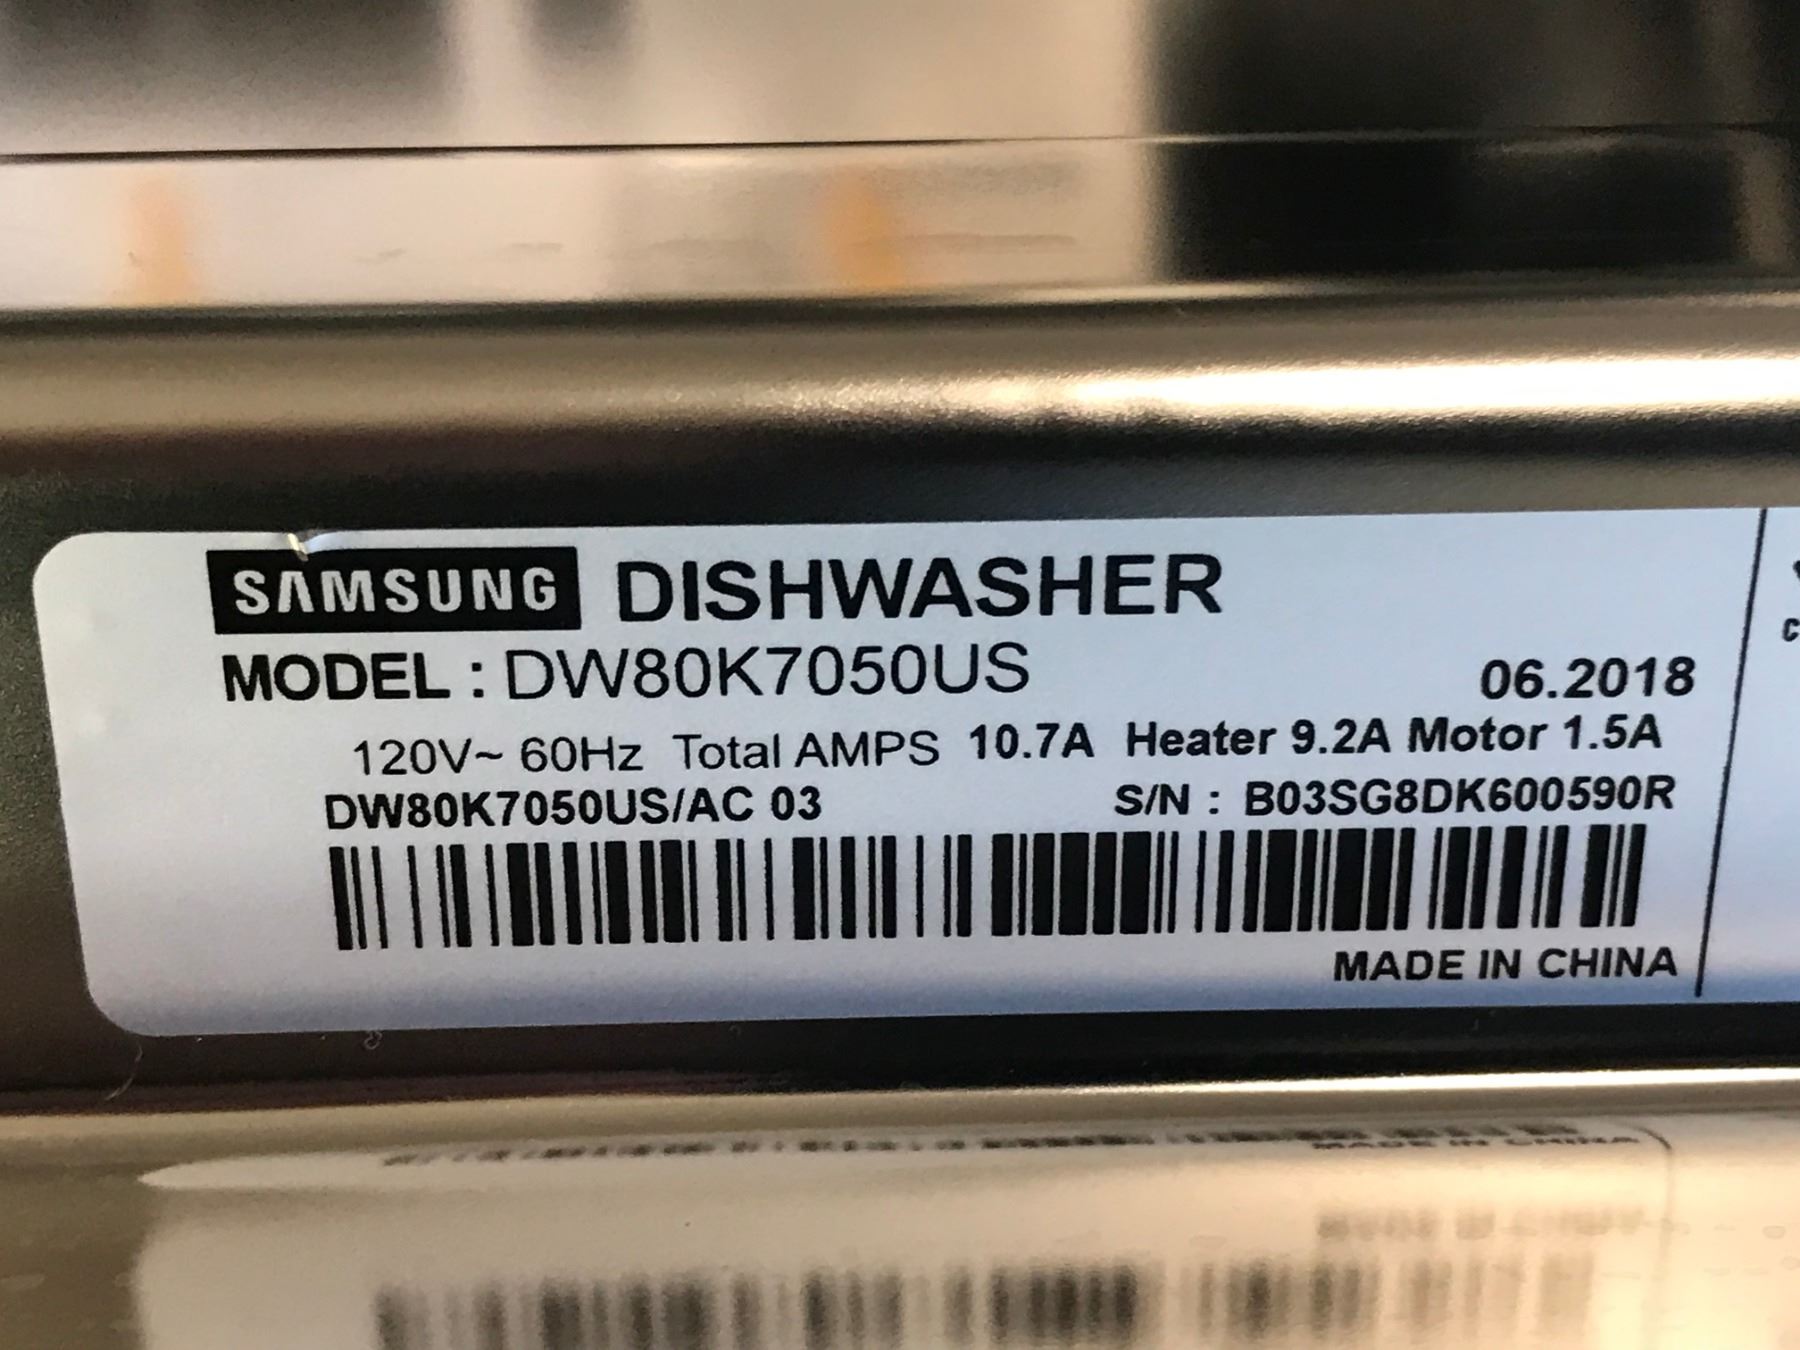 SAMSUNG DISHWASHER
MODEL : DW80K7050US
06.2018
120V~ 60Hz Total AMPS 10.7A Heater 9.2A Motor 1.5A
DW80K7050US/AC 03 S/N : B03SG8DK600590R
MADE IN CHINA